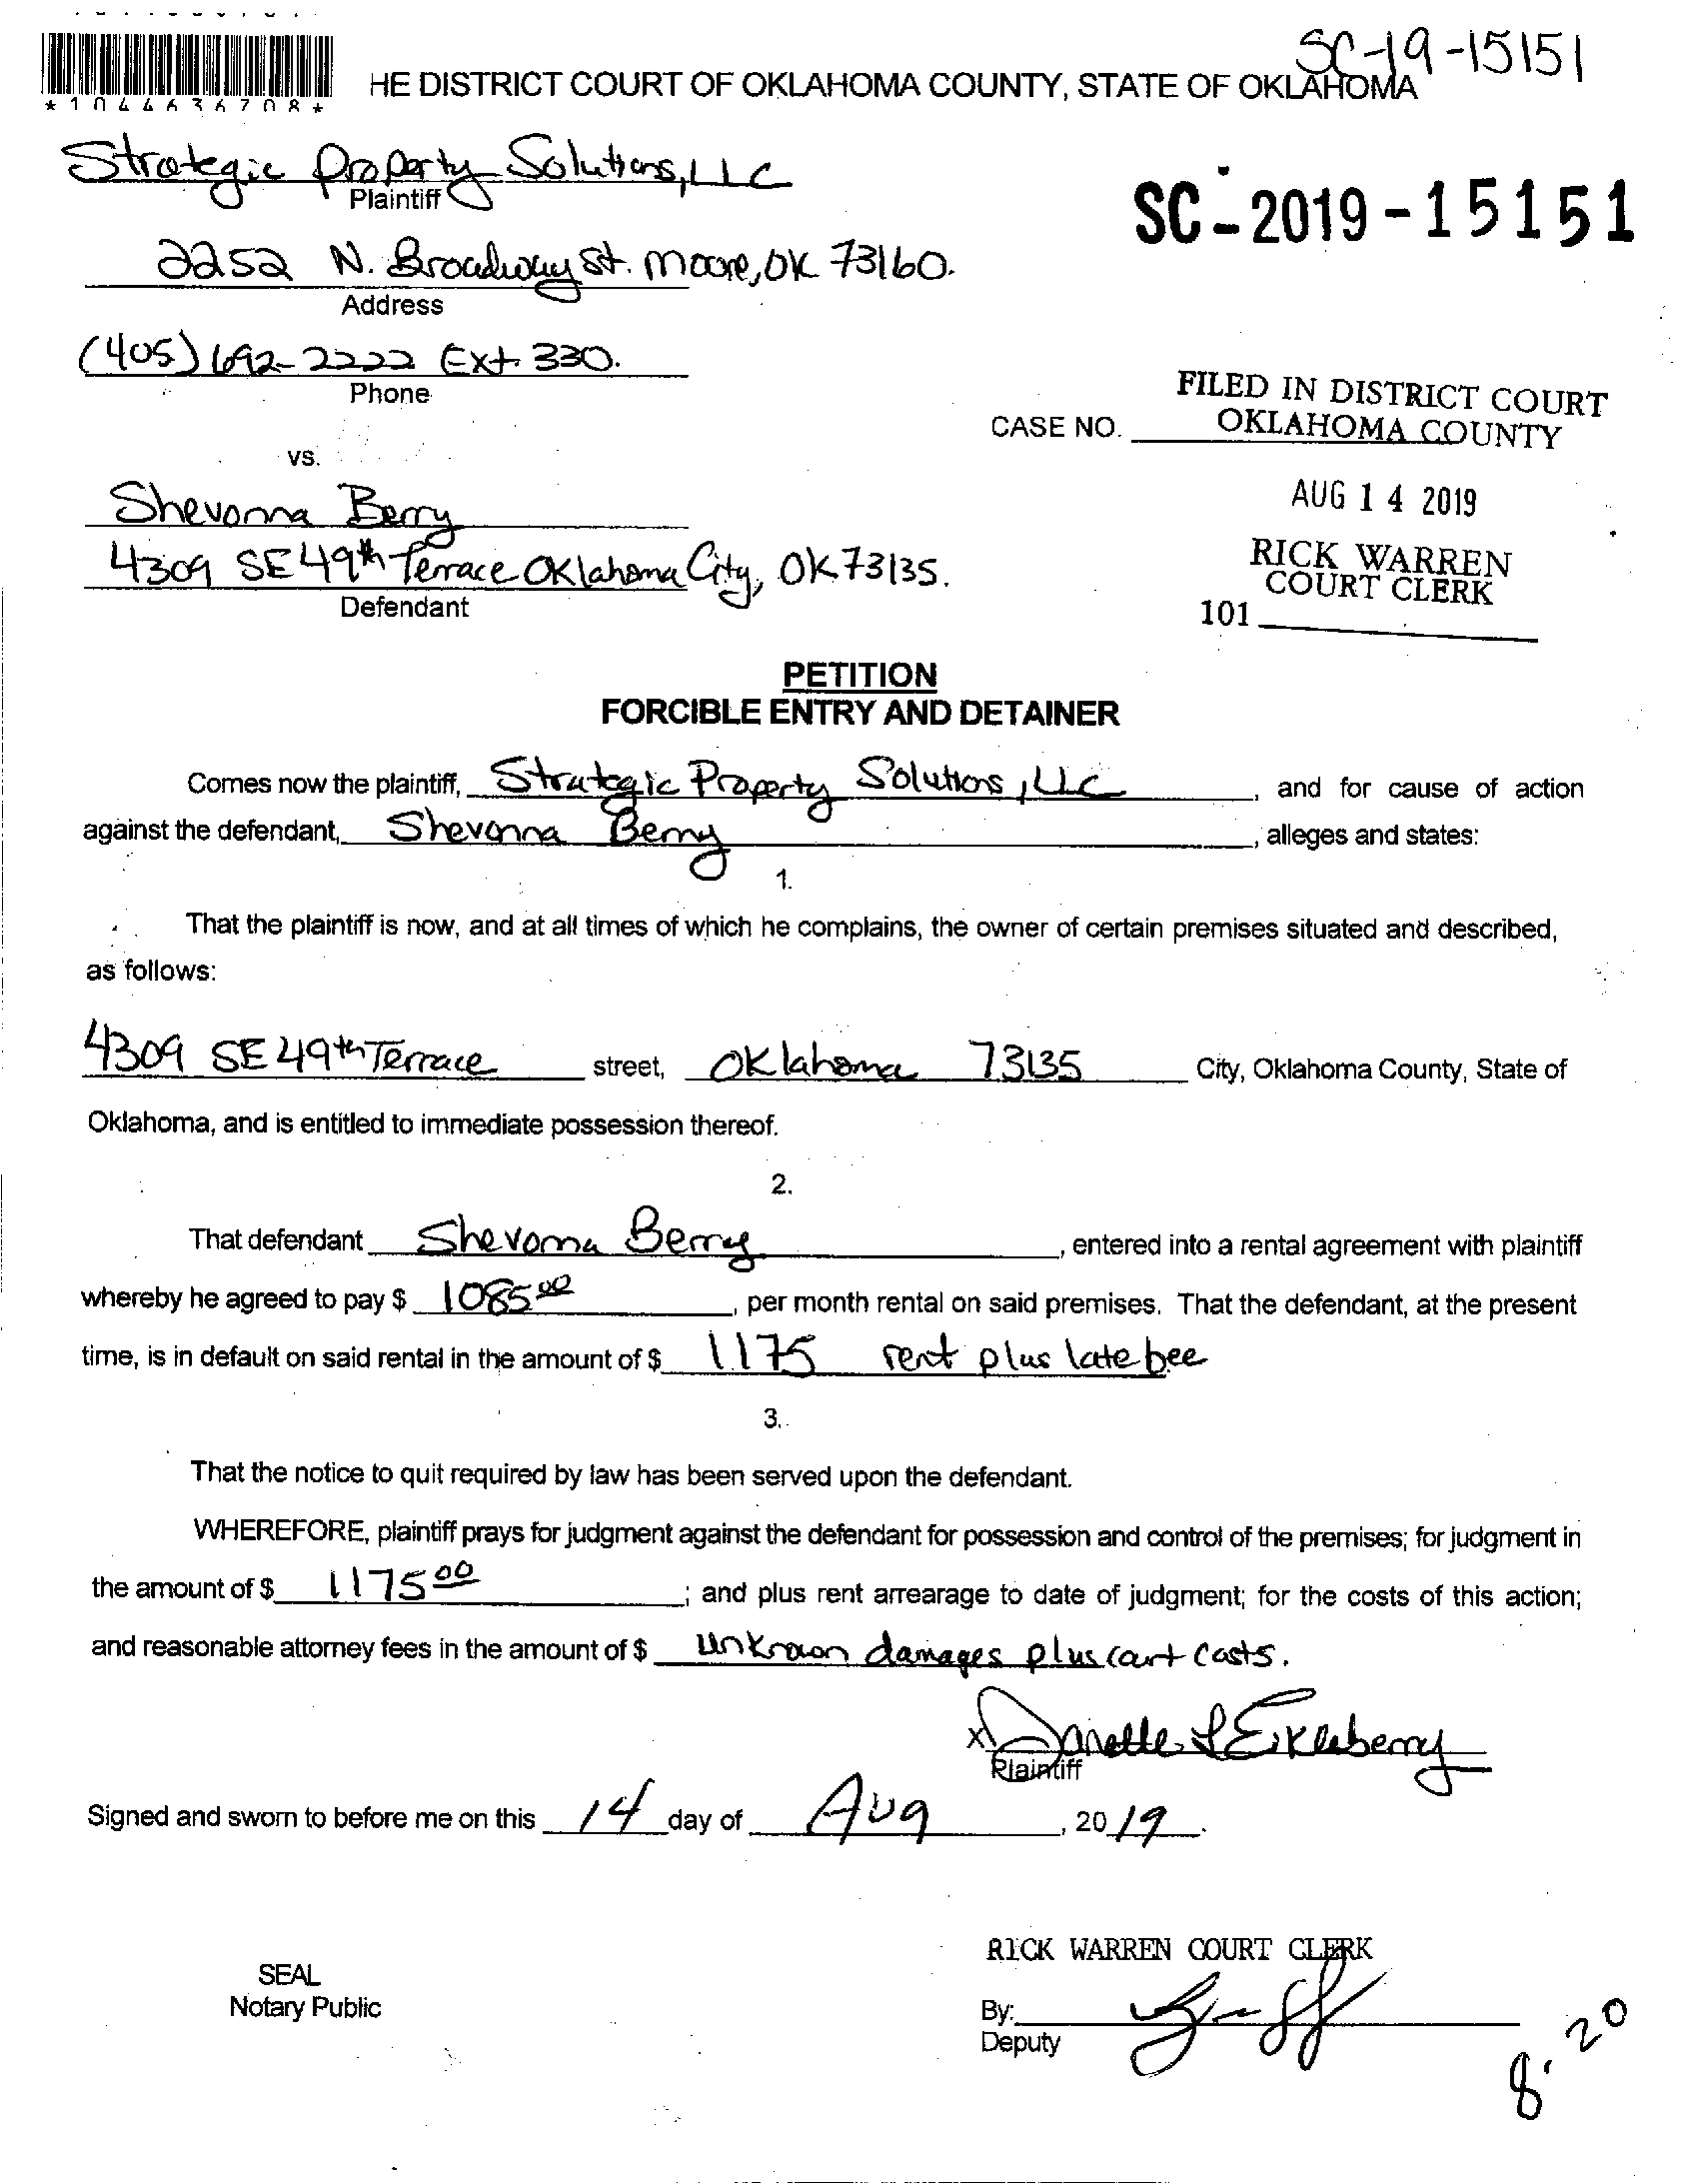 SC-19-15151
*1044636708*
HE DISTRICT COURT OF OKLAHOMA COUNTY, STATE OF OKLAHOMA
Strategic Property Solutions, LLC
Plaintiff
SC-2019-15151
2252 N. Broadway St. Moore, OK 73160.
Address
(405) 692-2222 Ext. 330.
Phone
FILED IN DISTRICT COURT
CASE NO. OKLAHOMA COUNTY
vs.
AUG 14 2019
Shevonna Berry
RICK WARREN
4309 SE 49th Terrace Oklahoma City, OK 73135.
COURT CLERK
Defendant
101
PETITION
FORCIBLE ENTRY AND DETAINER
Comes now the plaintiff, Strategic Property Solutions, LLC, and for cause of action
against the defendant, Shevonna Berry, alleges and states:
1.
That the plaintiff is now, and at all times of which he complains, the owner of certain premises situated and described,
as follows:
4309 SE 49th Terrace street, Oklahoma 73135 City, Oklahoma County, State of
Oklahoma, and is entitled to immediate possession thereof.
2.
That defendant Shevonna Berry, entered into a rental agreement with plaintiff
whereby he agreed to pay $ 1085.00, per month rental on said premises. That the defendant, at the present
time, is in default on said rental in the amount of $ 1175 rent plus late fee
3.
That the notice to quit required by law has been served upon the defendant.
WHEREFORE, plaintiff prays for judgment against the defendant for possession and control of the premises; for judgment in
the amount of $ 1175 00; and plus rent arrearage to date of judgment; for the costs of this action;
and reasonable attorney fees in the amount of $ unknown damages plus court costs.
x Janelle L Eikleberry
Plaintiff
Signed and sworn to before me on this 14 day of Aug, 20 19.
RICK WARREN COURT CLERK
SEAL
Notary Public
By:
Deputy
8.20